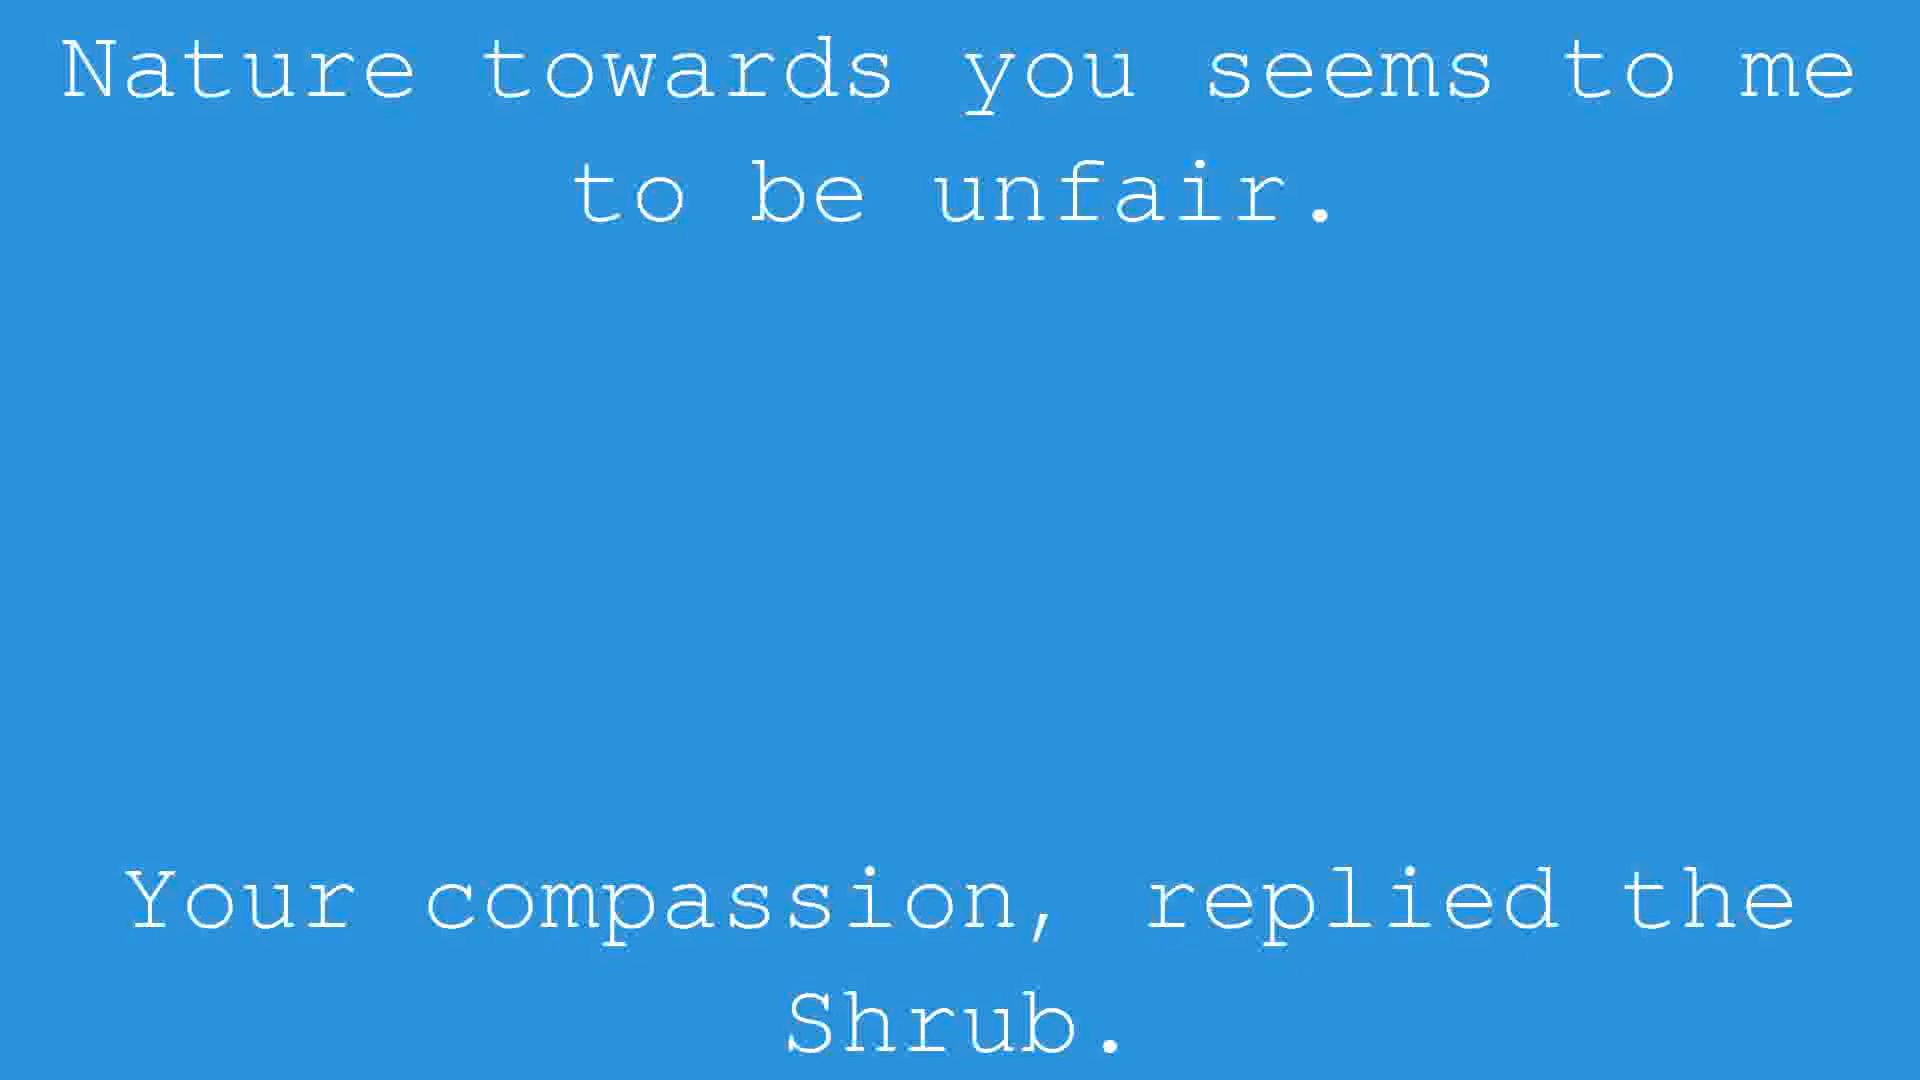 Nature towards you seems to me
to be unfair.
Your compassion, replied the
Shrub.